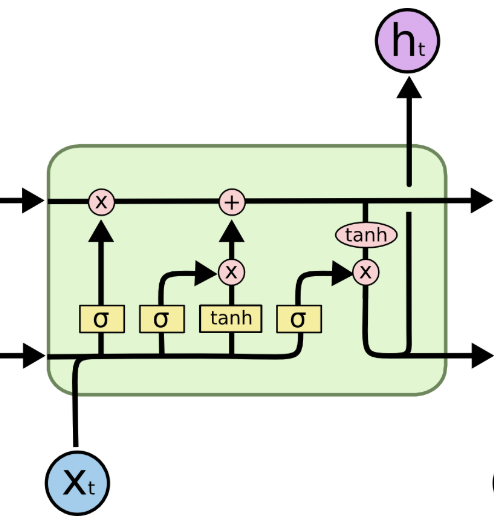 ht
x +
tanh
x x
σ σ tanh σ
Xt